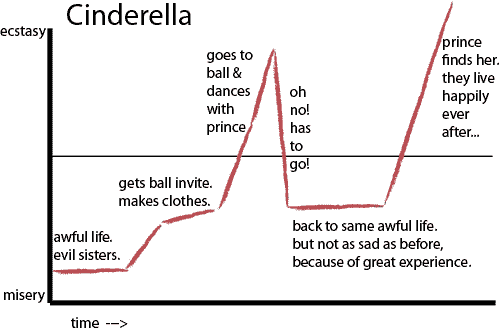 Cinderella
ecstasy
goes to
ball &
dances
with
prince
oh
no!
has
to
go!
prince
finds her.
they live
happily
ever
after...
gets ball invite.
makes clothes.
awful life.
evil sisters.
back to same awful life.
but not as sad as before,
because of great experience.
misery
time --->